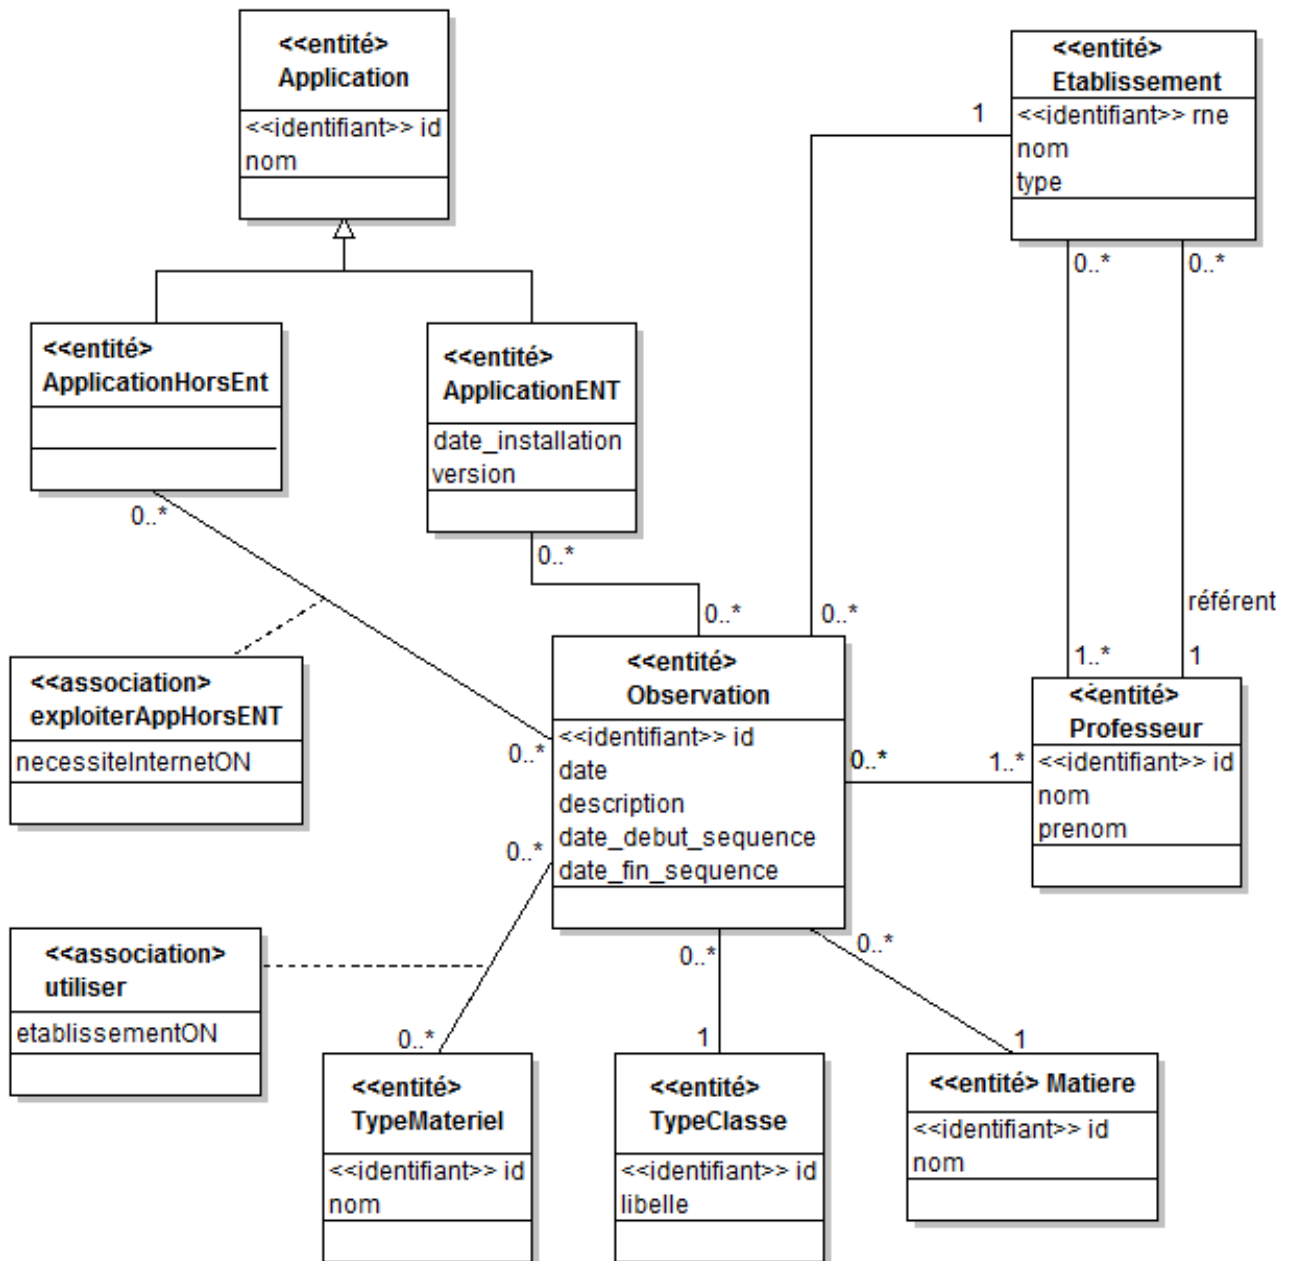 <<entité>
Application
<<identifiant>> id
nom
<<entité>
Etablissement
<<identifiant>> rne
nom
type
1
0..*
0..*
<<entité>
ApplicationHorsEnt
<<entité>
ApplicationENT
date_installation
version
0..*
0..*
0..*
0..*
référent
1..*
1
<<association>
exploiterAppHorsENT
necessiteInternetON
<<entité>
Observation
<<identifiant>> id
date
description
date_debut_sequence
date_fin_sequence
0..*
0..*
1..*
<<entité>
Professeur
<<identifiant>> id
nom
prenom
0..*
0..*
0..*
<<association>
utiliser
etablissementON
0..*
1
1
<<entité>
TypeMateriel
<<identifiant>> id
nom
<<entité>
TypeClasse
<<identifiant>> id
libelle
<<entité> Matiere
<<identifiant>> id
nom